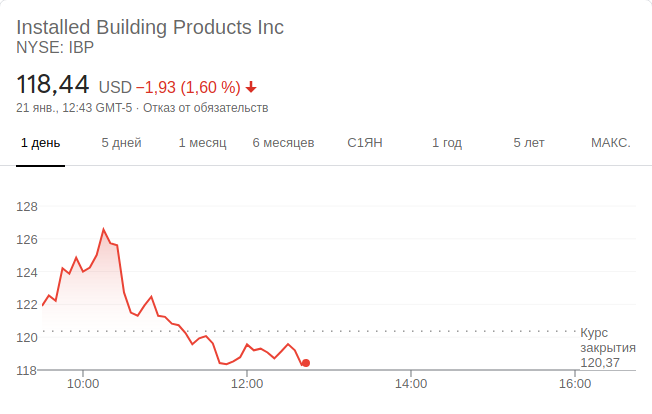 Installed Building Products Inc
NYSE: IBP
118,44 USD −1,93 (1,60 %)
21 янв., 12:43 GMT-5 · Отказ от обязательств
1 день 5 дней 1 месяц 6 месяцев С1ЯН 1 год 5 лет МАКС.
128
126
124
122
120
118
Курс
закрытия
120,37
10:00 12:00 14:00 16:00